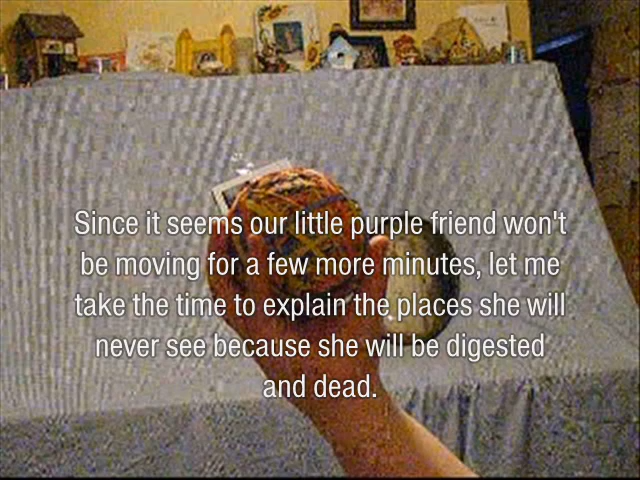 Since it seems our little purple friend won't
be moving for a few more minutes, let me
take the time to explain the places she will
never see because she will be digested
and dead.